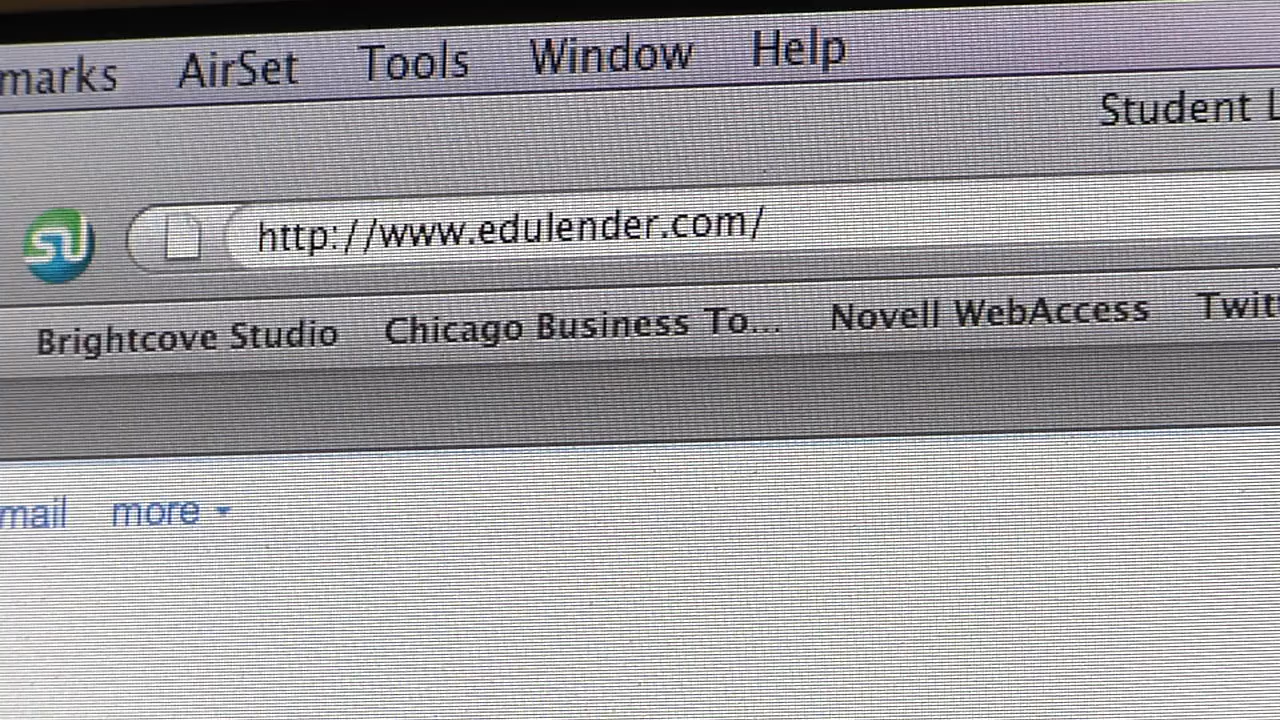 marks AirSet Tools Window Help
Student L
http://www.edulender.com/
Brightcove Studio Chicago Business To... Novell WebAccess Twit
mail more